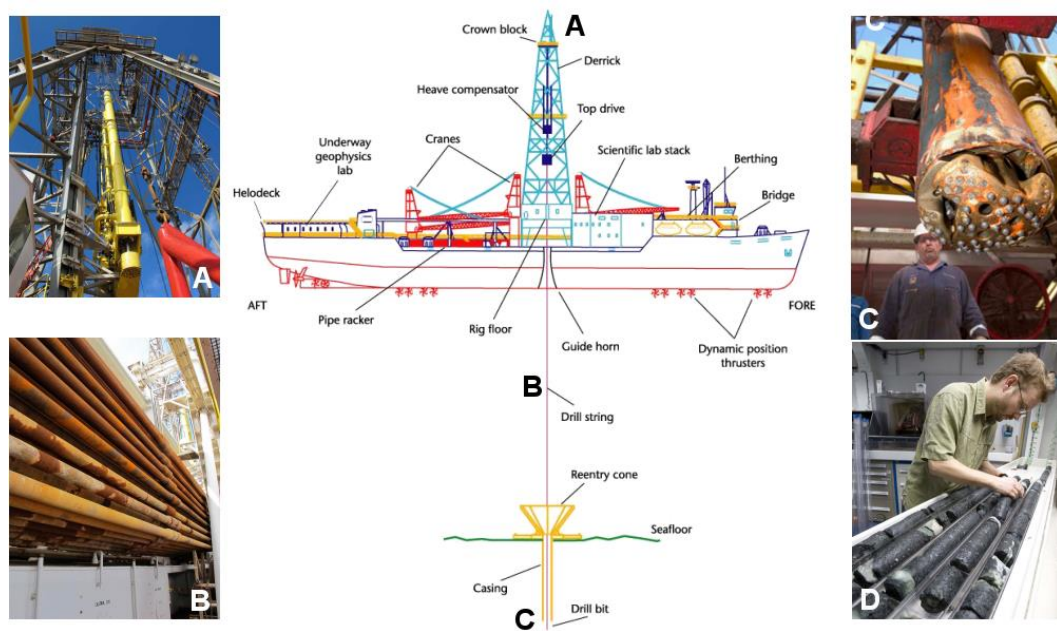 A
Crown block
Derrick
Heave compensator
Top drive
Cranes
Underway
geophysics
lab
Scientific lab stack
Berthing
Helodeck
Bridge
AFT
FORE
Pipe racker
Rig floor
Guide horn
Dynamic position
thrusters
B
Drill string
Reentry cone
Seafloor
Casing
C
Drill bit
A
B
C
C
D